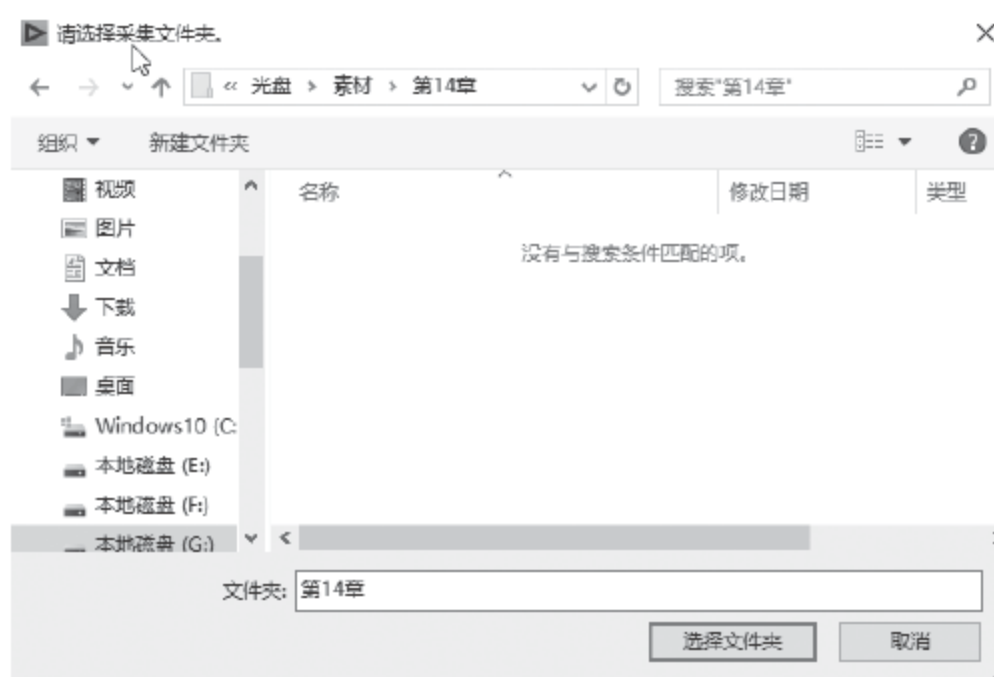 请选择采集文件夹。
« 光盘 › 素材 › 第14章
搜索"第14章"
组织
新建文件夹
视频
图片
文档
下载
音乐
桌面
Windows10 (C:
本地磁盘 (E:)
本地磁盘 (F:)
本地磁盘 (G:)
名称
修改日期
类型
没有与搜索条件匹配的项。
文件夹: 第14章
选择文件夹
取消